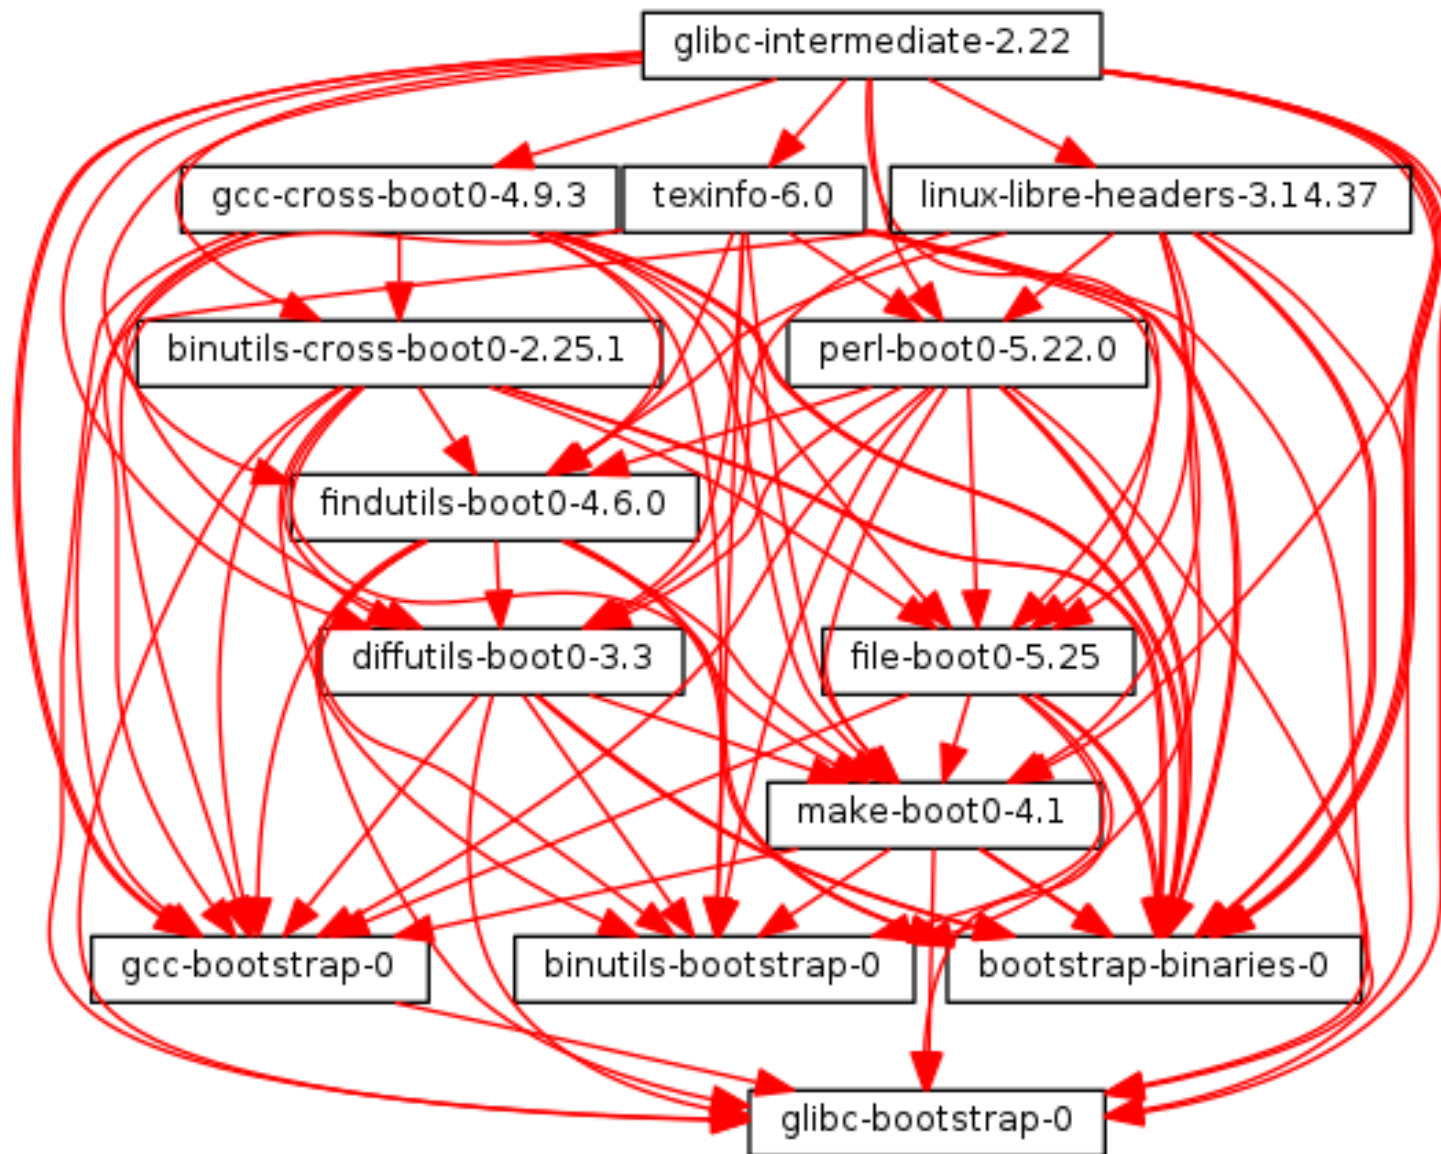 glibc-intermediate-2.22
gcc-cross-boot0-4.9.3
texinfo-6.0
linux-libre-headers-3.14.37
binutils-cross-boot0-2.25.1
perl-boot0-5.22.0
findutils-boot0-4.6.0
diffutils-boot0-3.3
file-boot0-5.25
make-boot0-4.1
gcc-bootstrap-0
binutils-bootstrap-0
bootstrap-binaries-0
glibc-bootstrap-0